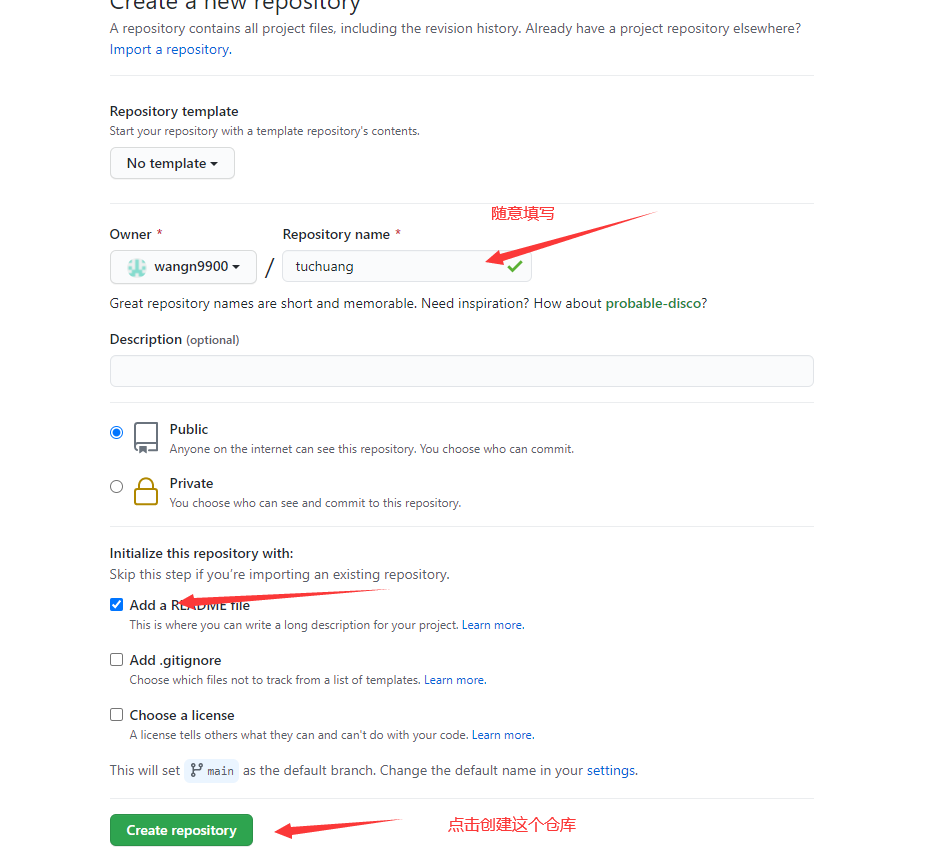 Create a new repository
A repository contains all project files, including the revision history. Already have a project repository elsewhere?
Import a repository.
Repository template
Start your repository with a template repository's contents.
No template
随意填写
Owner *
Repository name *
wangn9900 / tuchuang
Great repository names are short and memorable. Need inspiration? How about probable-disco?
Description (optional)
Public
Anyone on the internet can see this repository. You choose who can commit.
Private
You choose who can see and commit to this repository.
Initialize this repository with:
Skip this step if you're importing an existing repository.
Add a README file
This is where you can write a long description for your project. Learn more.
Add .gitignore
Choose which files not to track from a list of templates. Learn more.
Choose a license
A license tells others what they can and can't do with your code. Learn more.
This will set main as the default branch. Change the default name in your settings.
Create repository
点击创建这个仓库